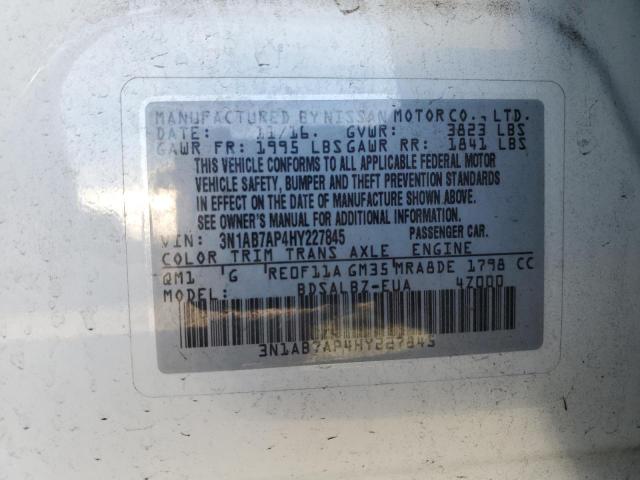 MANUFACTURED BY NISSAN MOTOR CO., LTD.
DATE: 11/16. GVWR: 3823 LBS
GAWR FR: 1995 LBS GAWR RR: 1841 LBS
THIS VEHICLE CONFORMS TO ALL APPLICABLE FEDERAL MOTOR
VEHICLE SAFETY, BUMPER AND THEFT PREVENTION STANDARDS
IN EFFECT ON THE DATE OF MANUFACTURE SHOWN ABOVE.
SEE OWNER'S MANUAL FOR ADDITIONAL INFORMATION
VIN: 3N1AB7AP4HY227845 PASSENGER CAR.
COLOR TRIM TRANS AXLE ENGINE
QM1 G RE0F11A GM35 MRA8DE 1798 CC
MODEL: BDSALBZ-EUA 4Z000
3N1AB7AP4HY227845